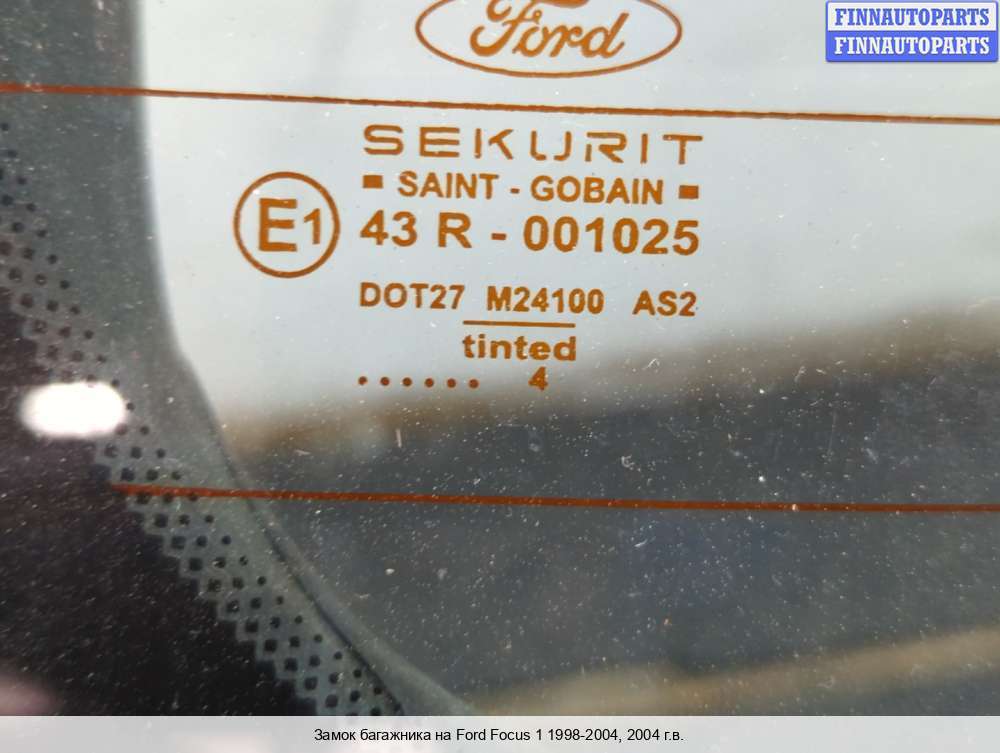 FINNAUTOPARTS
FINNAUTOPARTS
Ford
SEKURIT
SAINT - GOBAIN
E1
43 R - 001025
DOT27 M24100 AS2
tinted
...... 4
Замок багажника на Ford Focus 1 1998-2004, 2004 г.в.